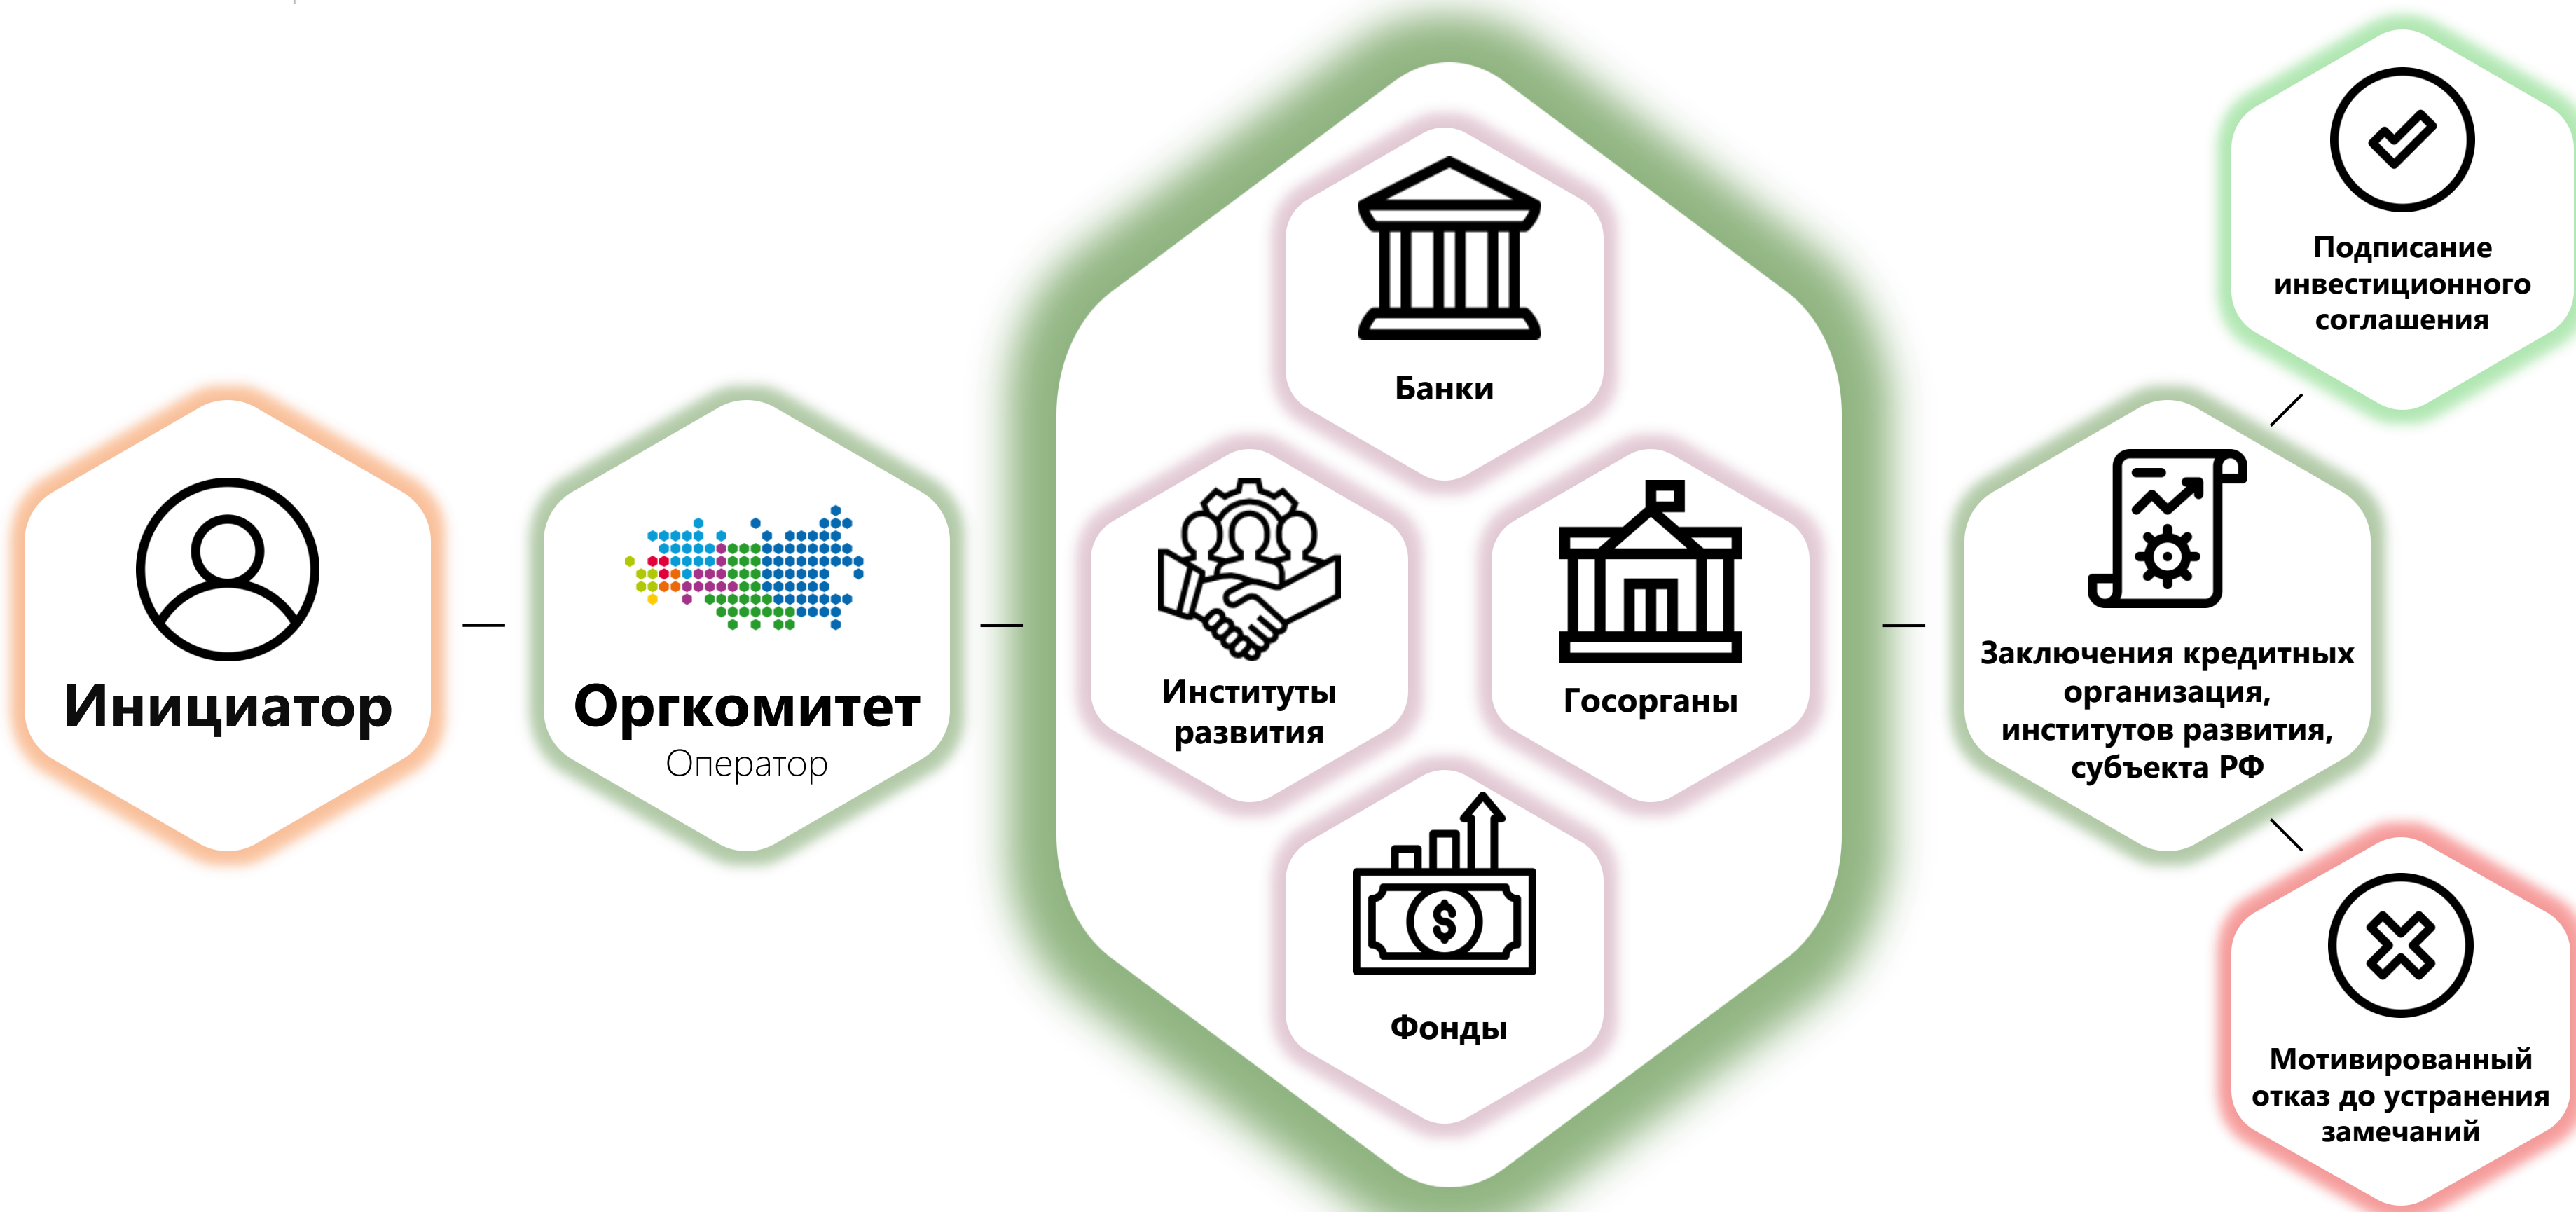 Инициатор
Оргкомитет
Оператор
Банки
Институты
развития
Госорганы
Фонды
Заключения кредитных
организация,
институтов развития,
субъекта РФ
Подписание
инвестиционного
соглашения
Мотивированный
отказ до устранения
замечаний